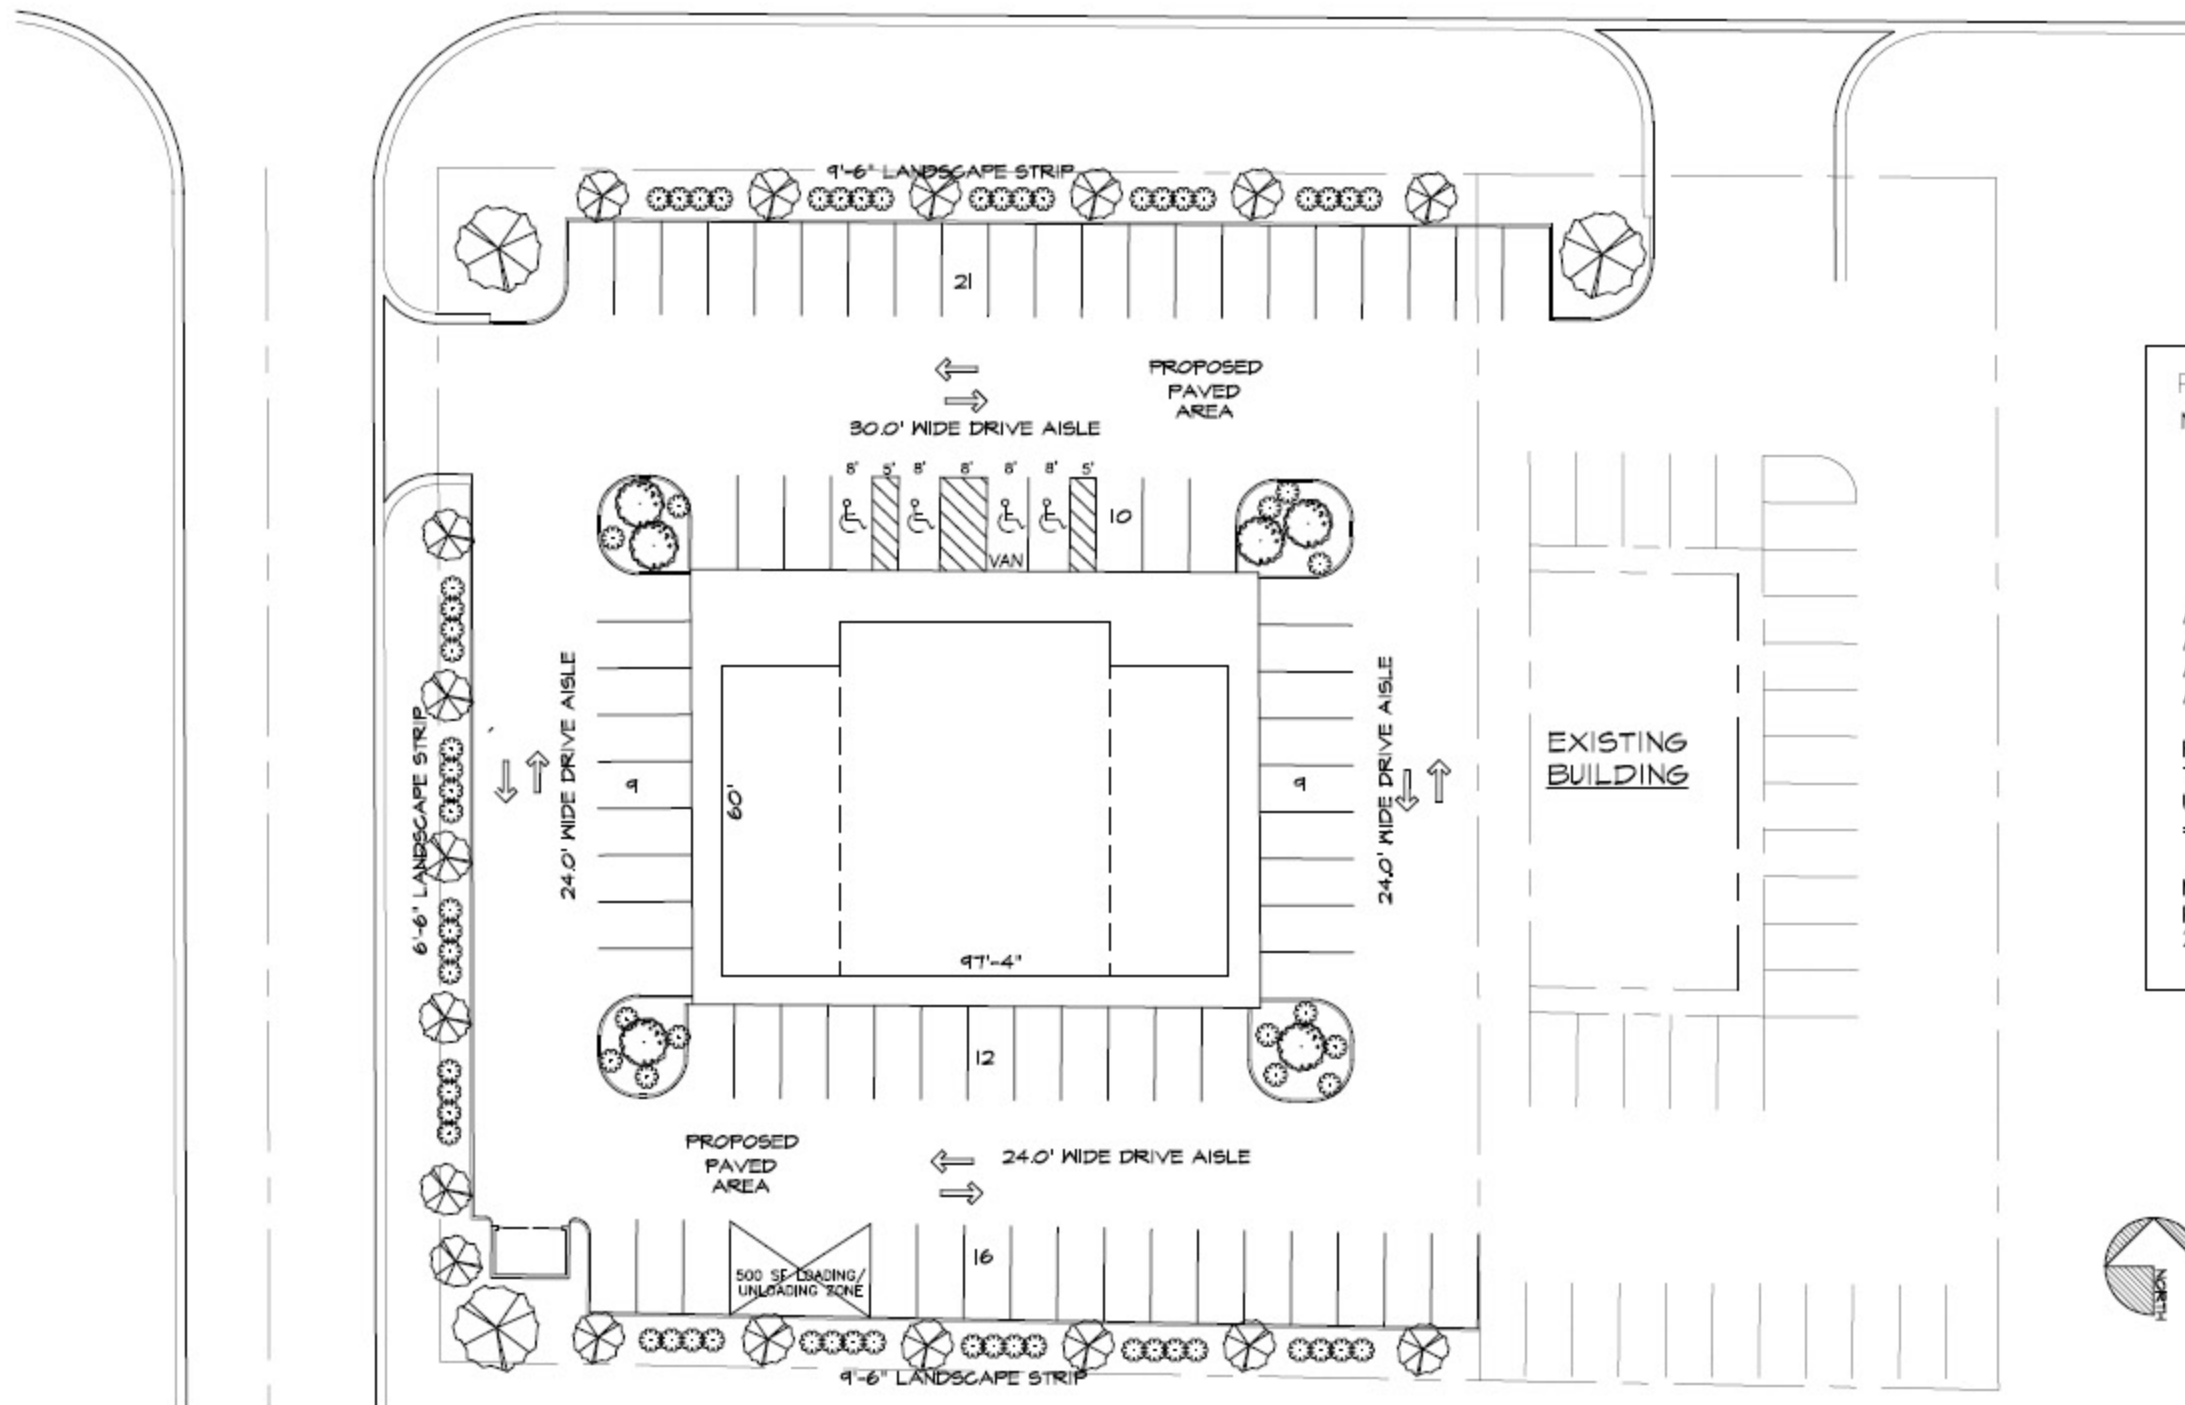 9'-6" LANDSCAPE STRIP
21
PROPOSED
PAVED
AREA
30.0' WIDE DRIVE AISLE
8' 5' 8' 8' 8' 8' 5'
10
VAN
24.0' WIDE DRIVE AISLE
24.0' WIDE DRIVE AISLE
6'-6" LANDSCAPE STRIP
9
60'
9
EXISTING
BUILDING
97'-4"
12
PROPOSED
PAVED
AREA
24.0' WIDE DRIVE AISLE
16
500 SF LOADING/
UNLOADING ZONE
9'-6" LANDSCAPE STRIP
NORTH